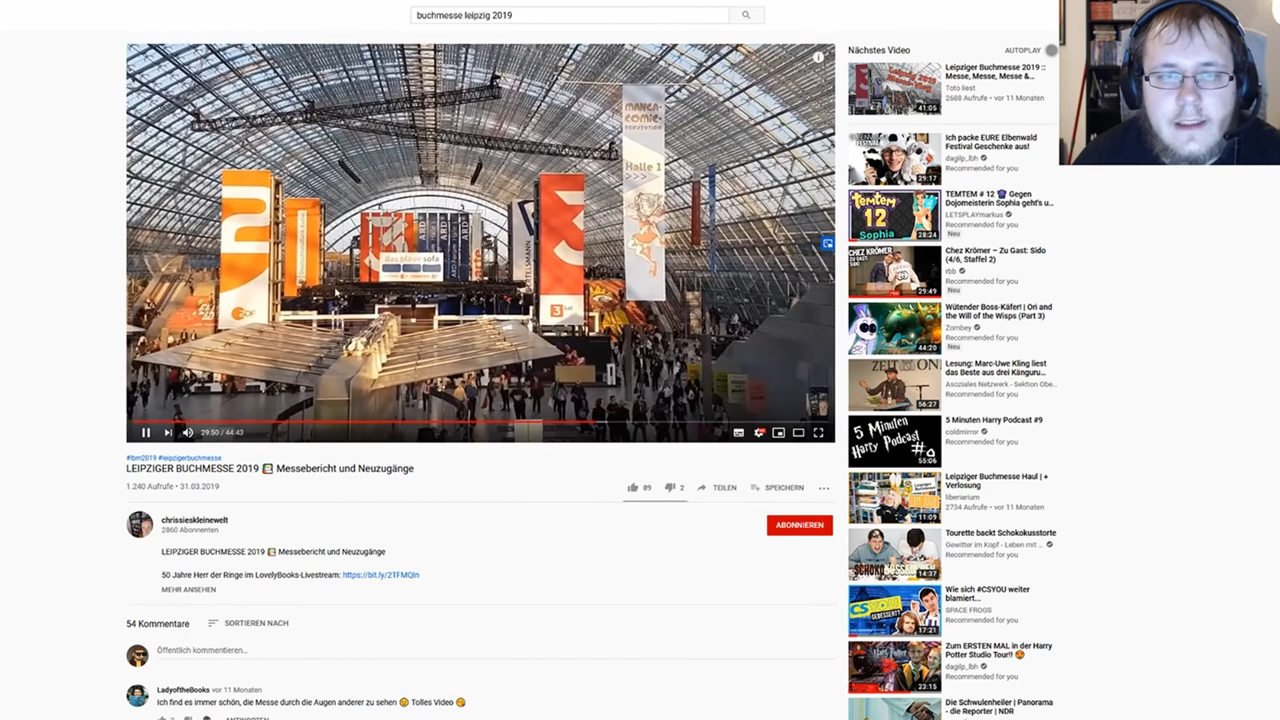 buchmesse leipzig 2019
MANGA-
COMIC-
CONVENTION
Halle 1
das blaue sofa
3sat
29:50 / 44:43
#lbm2019 #leipzigerbuchmesse
LEIPZIGER BUCHMESSE 2019 📚 Messebericht und Neuzugänge
1.240 Aufrufe • 31.03.2019
89
2
TEILEN
SPEICHERN
chrissieskleinewelt
2860 Abonnenten
ABONNIEREN
LEIPZIGER BUCHMESSE 2019 📚 Messebericht und Neuzugänge
50 Jahre Herr der Ringe im LovelyBooks-Livestream: https://bit.ly/2TFMQIn
MEHR ANSEHEN
54 Kommentare
SORTIEREN NACH
Öffentlich kommentieren...
LadyoftheBooks vor 11 Monaten
Ich find es immer schön, die Messe durch die Augen anderer zu sehen 😊 Tolles Video 😘
ANTWORTEN
Nächstes Video
AUTOPLAY
41:05
Leipziger Buchmesse 2019 ::
Messe, Messe, Messe &...
Toto liest
2688 Aufrufe • vor 11 Monaten
29:17
Ich packe EURE Elbenwald
Festival Geschenke aus!
dagilp_lbh
Recommended for you
Temtem
12
Sophia
28:24
TEMTEM # 12 👩 Gegen
Dojomeisterin Sophia geht's u...
LETSPLAYmarkus
Recommended for you
Neu
CHEZ KRÖMER
29:49
Chez Krömer – Zu Gast: Sido
(4/6, Staffel 2)
rbb
Recommended for you
Neu
44:20
Wütender Boss-Käfer! | Ori and
the Will of the Wisps (Part 3)
Zombey
Recommended for you
Neu
56:27
Lesung: Marc-Uwe Kling liest
das Beste aus drei Känguru...
Asoziales Netzwerk - Sektion Obe...
Recommended for you
5 Minuten
Harry Podcast
#9
55:06
5 Minuten Harry Podcast #9
coldmirror
Recommended for you
11:09
Leipziger Buchmesse Haul | +
Verlosung
liberiarium
2734 Aufrufe • vor 11 Monaten
14:37
Tourette backt Schokokusstorte
Gewitter im Kopf - Leben mit ...
Recommended for you
CSYOU
17:21
Wie sich #CSYOU weiter
blamiert...
SPACE FROGS
Recommended for you
23:15
Zum ERSTEN MAL in der Harry
Potter Studio Tour!! 😍
dagilp_lbh
Recommended for you
Die Schwulenheiler | Panorama
- die Reporter | NDR